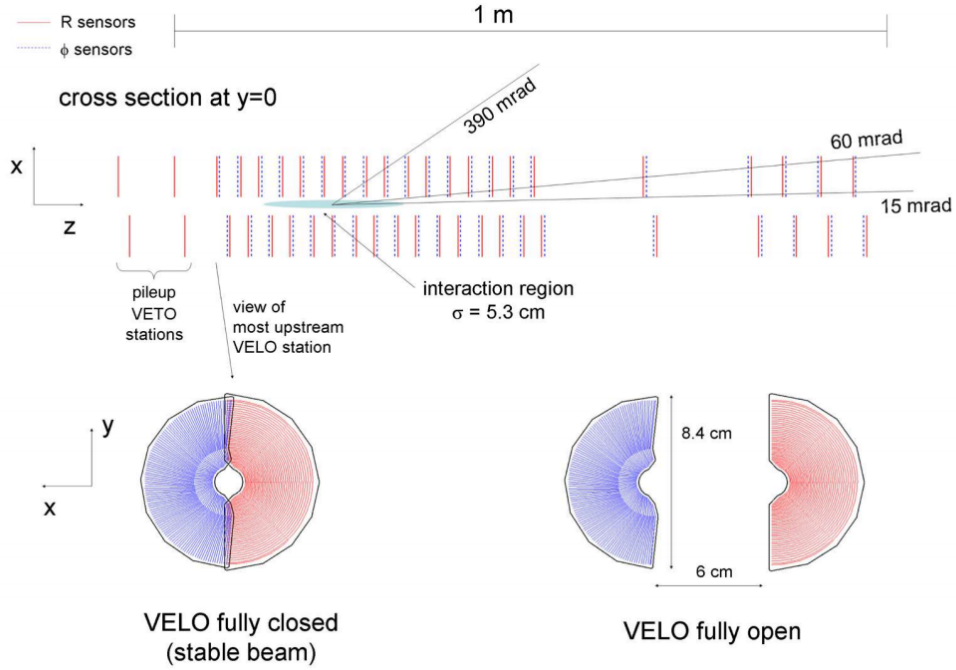 R sensors
ϕ sensors
1 m
cross section at y=0
390 mrad
60 mrad
15 mrad
x
z
pileup
VETO
stations
view of
most upstream
VELO station
interaction region
σ = 5.3 cm
y
x
8.4 cm
6 cm
VELO fully closed
(stable beam)
VELO fully open